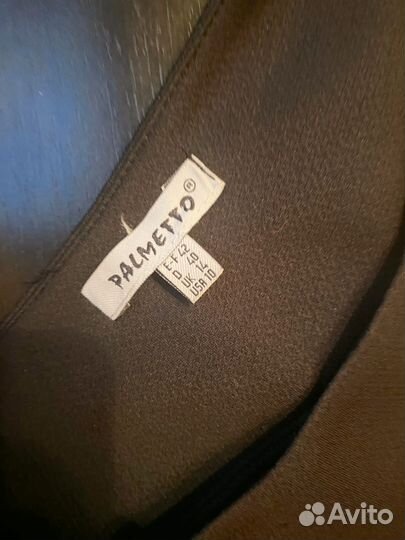 PALMETTO®
E-F 42
D 40
UK 14
USA 10
Avito